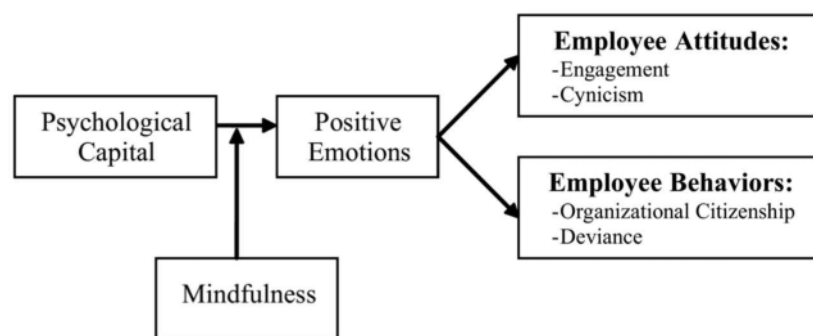 Psychological
Capital
Positive
Emotions
Mindfulness
Employee Attitudes:
-Engagement
-Cynicism
Employee Behaviors:
-Organizational Citizenship
-Deviance